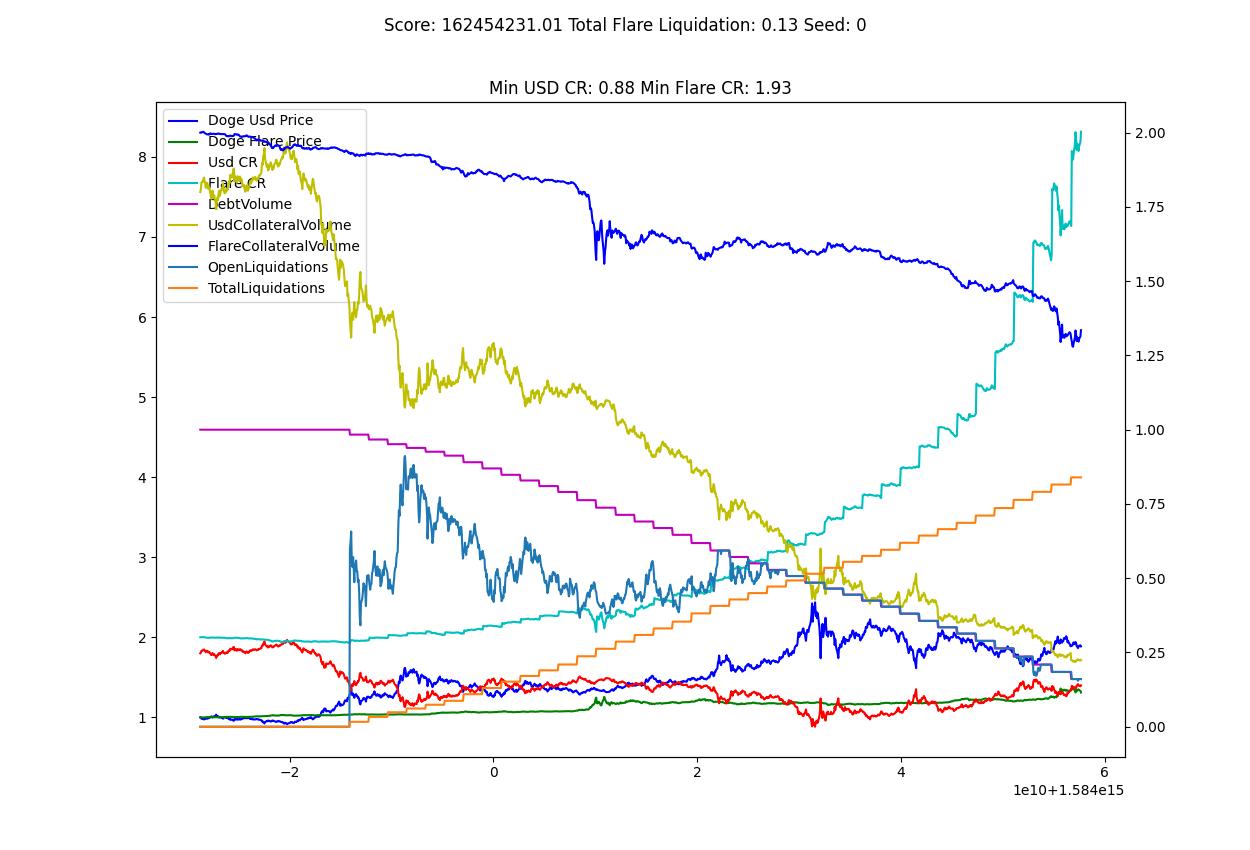 Score: 162454231.01 Total Flare Liquidation: 0.13 Seed: 0
Min USD CR: 0.88 Min Flare CR: 1.93
Doge Usd Price
Doge Flare Price
Usd CR
Flare CR
DebtVolume
UsdCollateralVolume
FlareCollateralVolume
OpenLiquidations
TotalLiquidations
8
7
6
5
4
3
2
1
2.00
1.75
1.50
1.25
1.00
0.75
0.50
0.25
0.00
−2
0
2
4
6
1e10+1.584e15